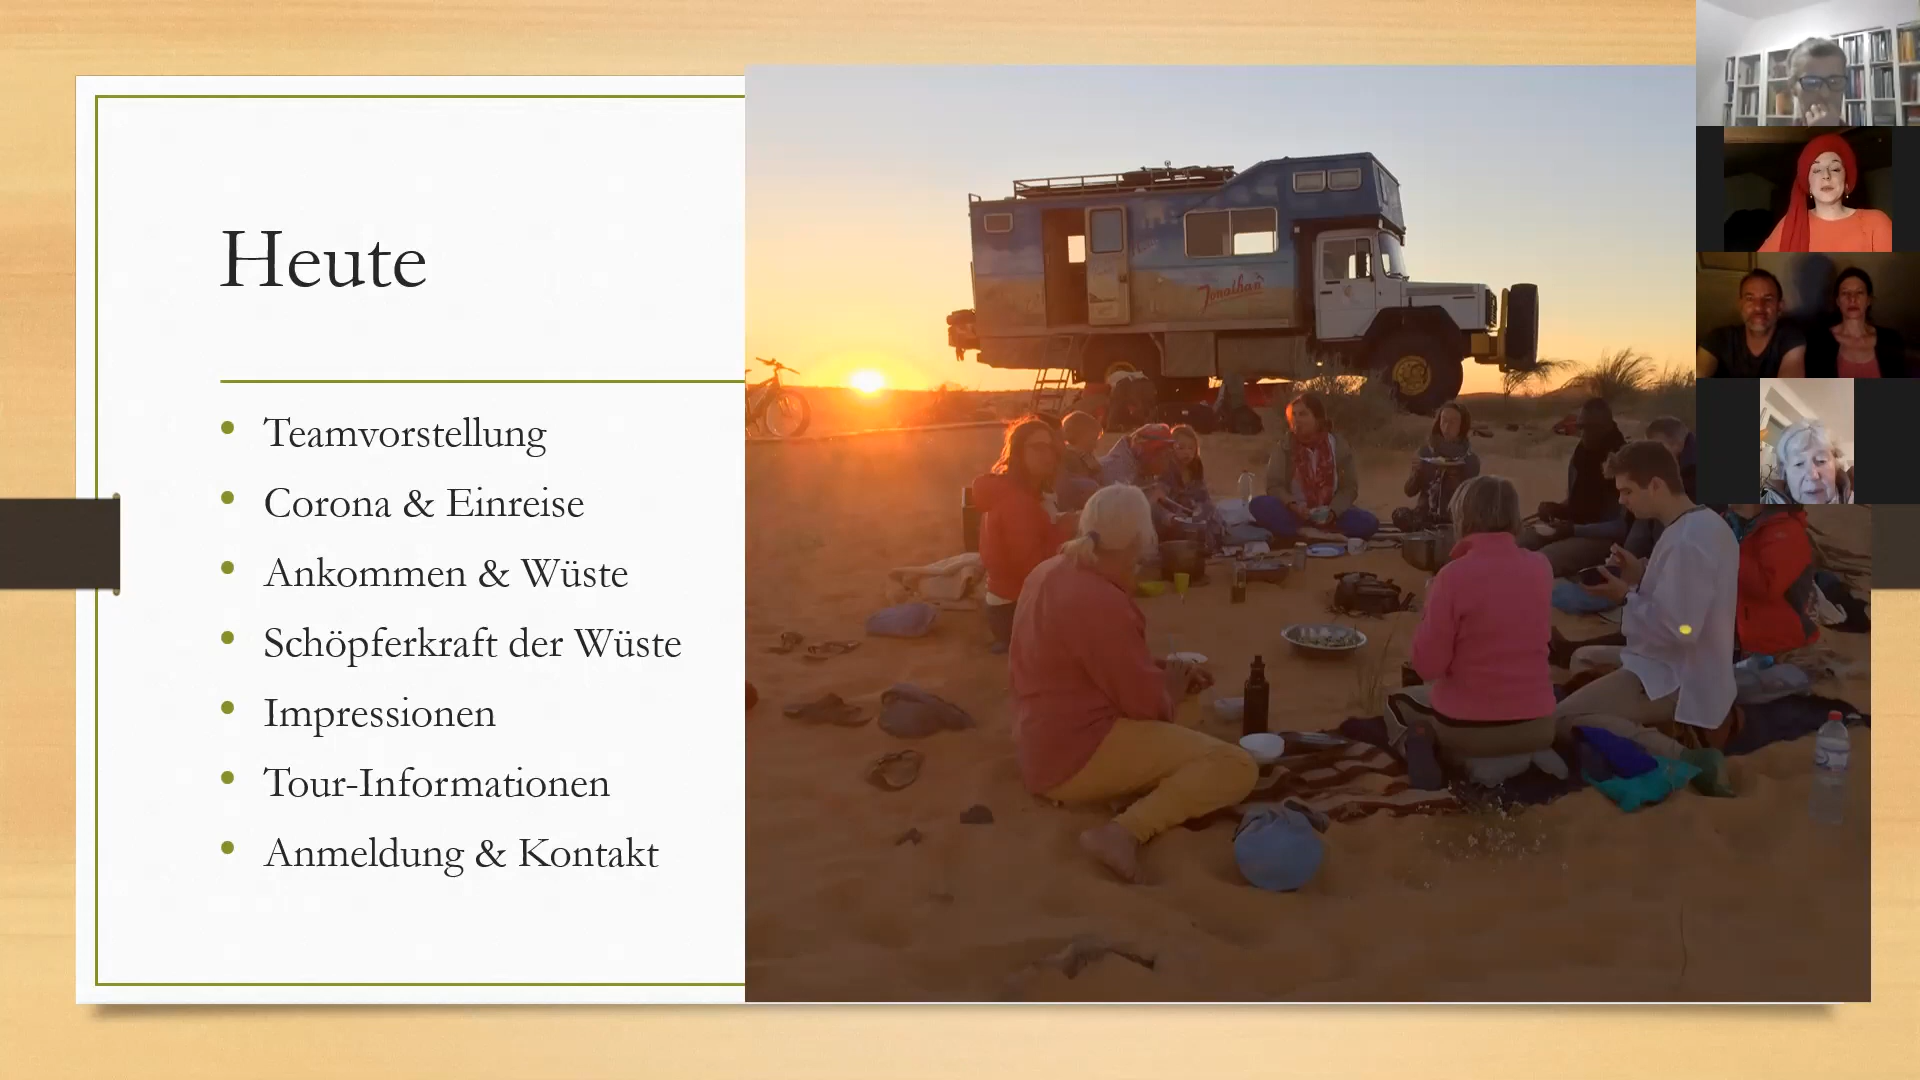 Heute
Teamvorstellung
Corona & Einreise
Ankommen & Wüste
Schöpferkraft der Wüste
Impressionen
Tour-Informationen
Anmeldung & Kontakt
Jonathan